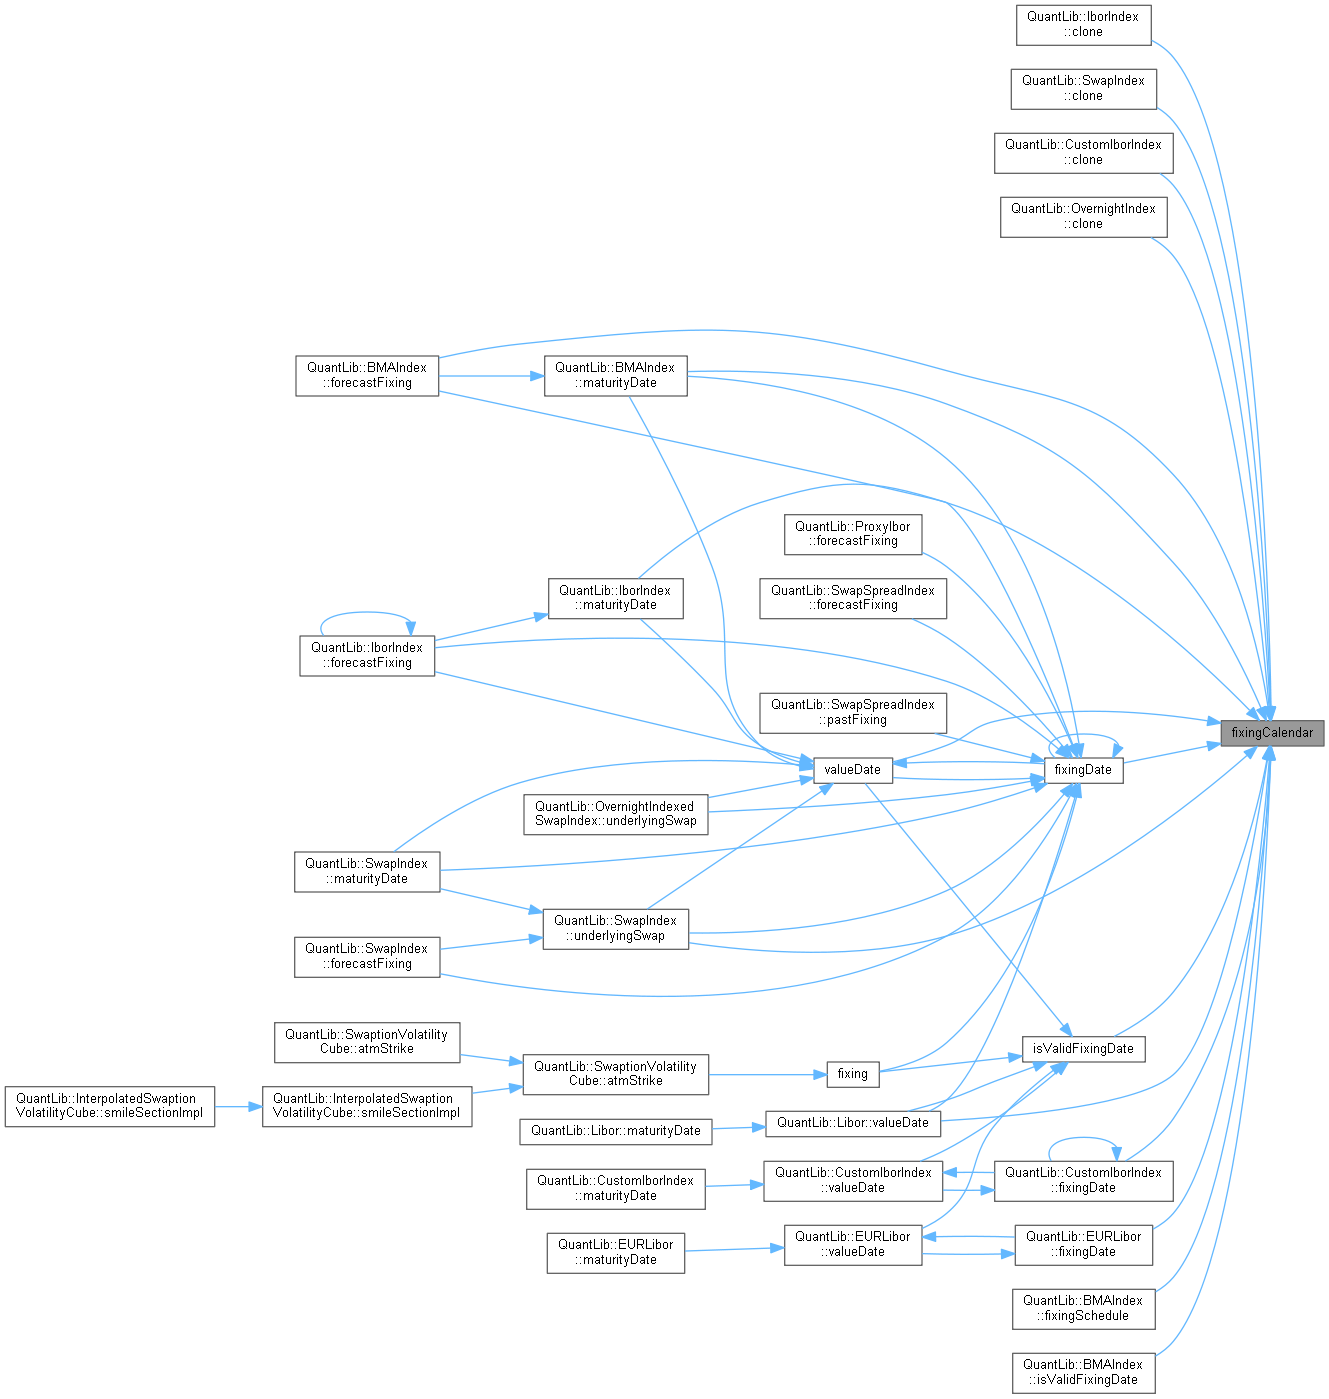 QuantLib::IborIndex
::clone
QuantLib::SwapIndex
::clone
QuantLib::CustomIborIndex
::clone
QuantLib::OvernightIndex
::clone
QuantLib::BMAIndex
::forecastFixing
QuantLib::BMAIndex
::maturityDate
QuantLib::ProxyIbor
::forecastFixing
QuantLib::IborIndex
::maturityDate
QuantLib::SwapSpreadIndex
::forecastFixing
QuantLib::IborIndex
::forecastFixing
QuantLib::SwapSpreadIndex
::pastFixing
fixingCalendar
valueDate
fixingDate
QuantLib::OvernightIndexed
SwapIndex::underlyingSwap
QuantLib::SwapIndex
::maturityDate
QuantLib::SwapIndex
::underlyingSwap
QuantLib::SwapIndex
::forecastFixing
QuantLib::SwaptionVolatility
Cube::atmStrike
isValidFixingDate
QuantLib::SwaptionVolatility
Cube::atmStrike
fixing
QuantLib::InterpolatedSwaption
VolatilityCube::smileSectionImpl
QuantLib::InterpolatedSwaption
VolatilityCube::smileSectionImpl
QuantLib::Libor::maturityDate
QuantLib::Libor::valueDate
QuantLib::CustomIborIndex
::maturityDate
QuantLib::CustomIborIndex
::valueDate
QuantLib::CustomIborIndex
::fixingDate
QuantLib::EURLibor
::maturityDate
QuantLib::EURLibor
::valueDate
QuantLib::EURLibor
::fixingDate
QuantLib::BMAIndex
::fixingSchedule
QuantLib::BMAIndex
::isValidFixingDate